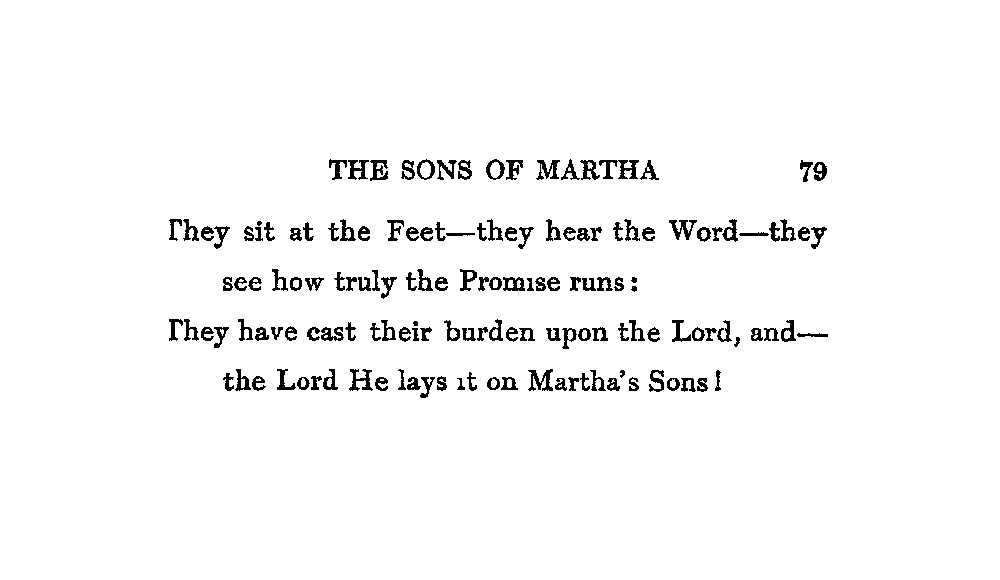 THE SONS OF MARTHA 79
They sit at the Feet—they hear the Word—they
see how truly the Promise runs:
They have cast their burden upon the Lord, and—
the Lord He lays it on Martha's Sons!